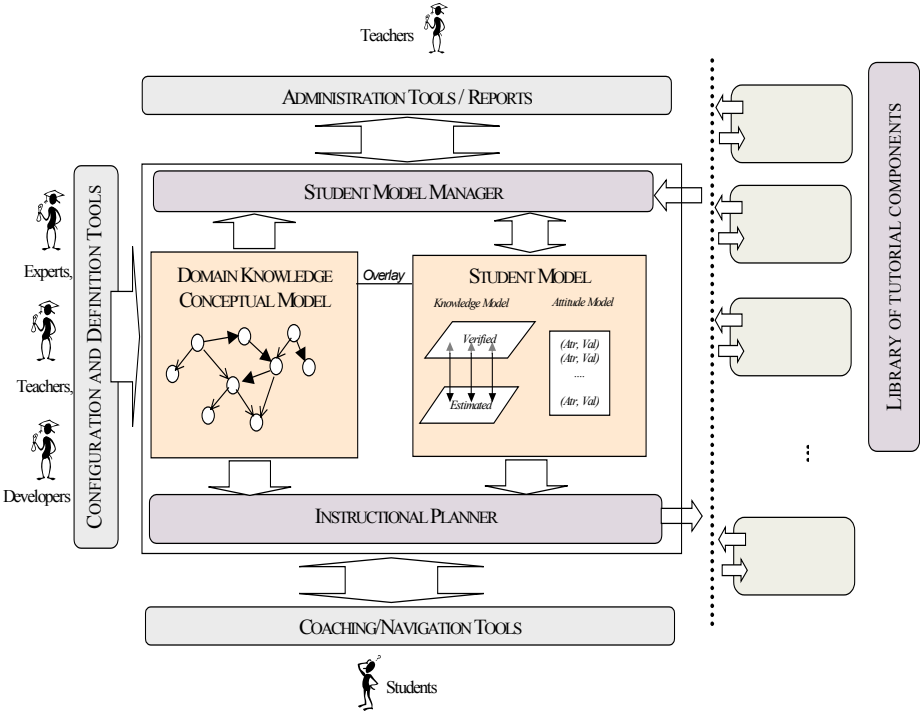 Teachers
ADMINISTRATION TOOLS / REPORTS
STUDENT MODEL MANAGER
CONFIGURATION AND DEFINITION TOOLS
Experts,
Teachers,
Developers
DOMAIN KNOWLEDGE
CONCEPTUAL MODEL
Overlay
STUDENT MODEL
Knowledge Model
Attitude Model
Verified
Estimated
(Atr, Val)
(Atr, Val)
....
(Atr, Val)
INSTRUCTIONAL PLANNER
COACHING/NAVIGATION TOOLS
Students
LIBRARY OF TUTORIAL COMPONENTS
...